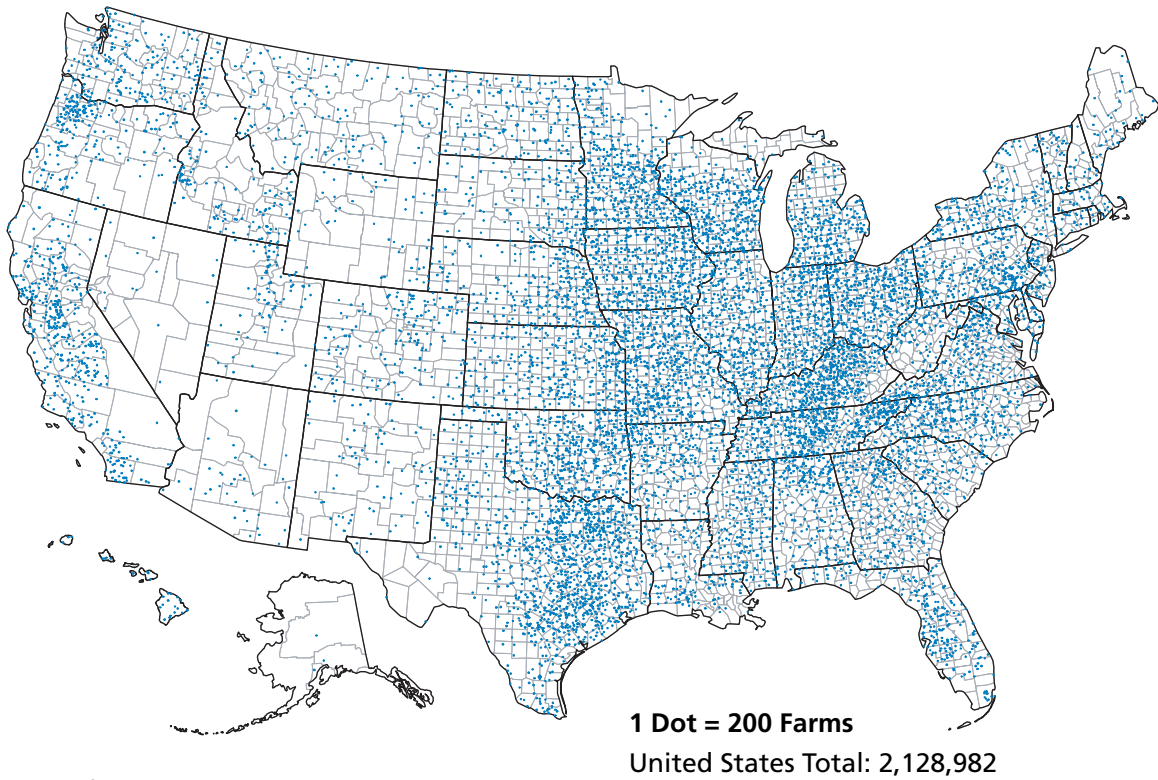 1 Dot = 200 Farms
United States Total: 2,128,982